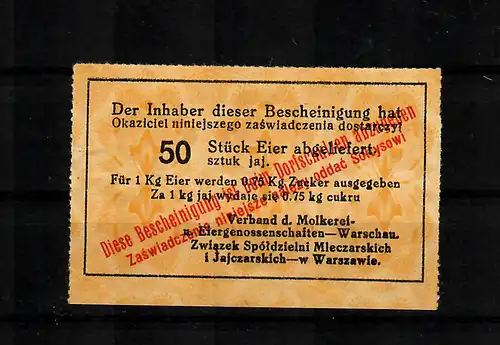 Der Inhaber dieser Bescheinigung hat
Okaziciel niniejszego zaświadczenia dostarczył
50 Stück Eier abgeliefert.
sztuk jaj.
Für 1 Kg Eier werden 0.75 Kg Zucker ausgegeben
Za 1 kg jaj wydaje się 0.75 kg cukru
Verband d. Molkerei-
u. Eiergenossenschaften—Warschau.
Związek Spółdzielni Mleczarskich
i Jajczarskich—w Warszawie.
Diese Bescheinigung ist beim Dorfschulzen abzugeben
Zaświadczenie niniejsze należy oddać Sołtysowi